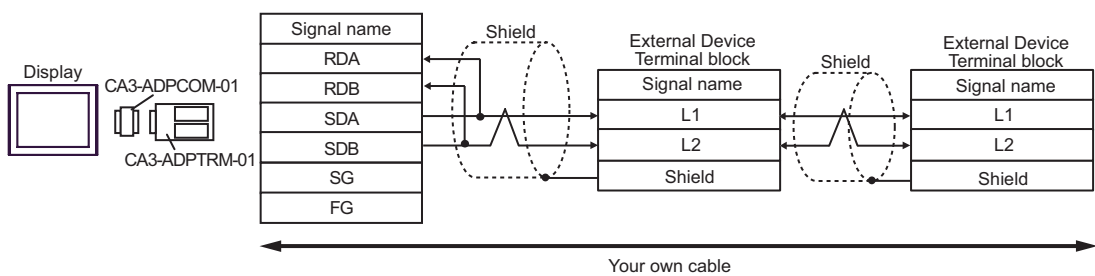 Display
CA3-ADPCOM-01
CA3-ADPTRM-01
Signal name
RDA
RDB
SDA
SDB
SG
FG
Shield
External Device
Terminal block
Signal name
L1
L2
Shield
Shield
External Device
Terminal block
Signal name
L1
L2
Shield
Your own cable